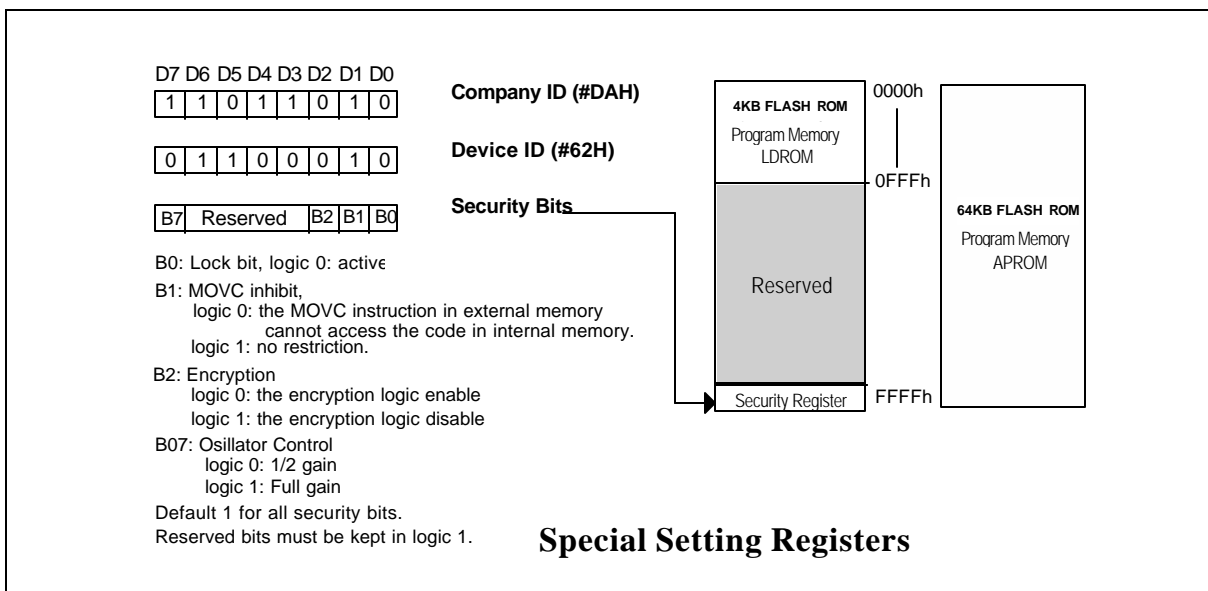 D7 D6 D5 D4 D3 D2 D1 D0
1 1 0 1 1 0 1 0
Company ID (#DAH)
0 1 1 0 0 0 1 0
Device ID (#62H)
B7 Reserved B2 B1 B0
Security Bits
B0: Lock bit, logic 0: active
B1: MOVC inhibit,
logic 0: the MOVC instruction in external memory
cannot access the code in internal memory.
logic 1: no restriction.
B2: Encryption
logic 0: the encryption logic enable
logic 1: the encryption logic disable
B07: Osillator Control
logic 0: 1/2 gain
logic 1: Full gain
Default 1 for all security bits.
Reserved bits must be kept in logic 1.
4KB FLASH ROM
Program Memory
LDROM
Reserved
Security Register
0000h
0FFFh
FFFFh
64KB FLASH ROM
Program Memory
APROM
Special Setting Registers